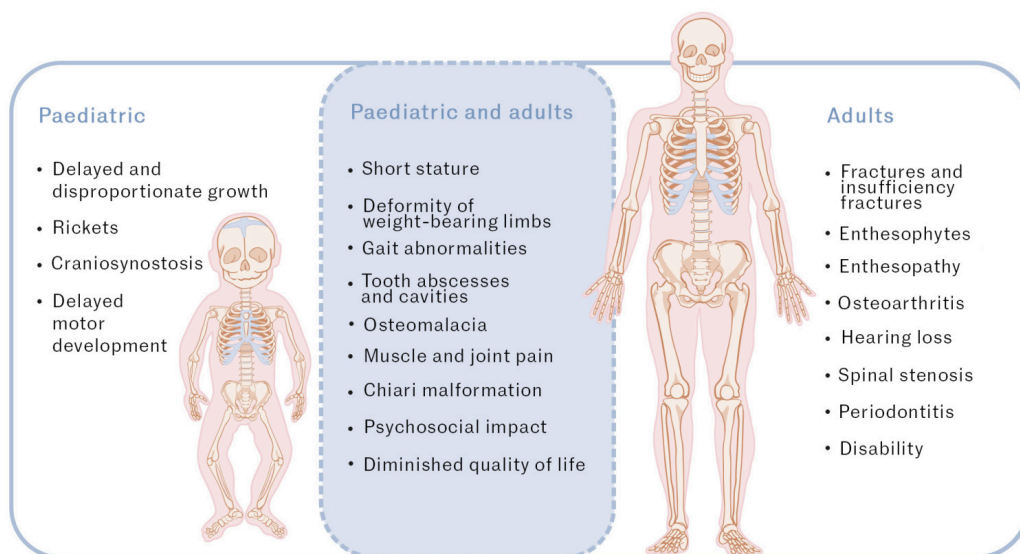 Paediatric
• Delayed and
disproportionate growth
• Rickets
• Craniosynostosis
• Delayed
motor
development
Paediatric and adults
• Short stature
• Deformity of
weight-bearing limbs
• Gait abnormalities
• Tooth abscesses
and cavities
• Osteomalacia
• Muscle and joint pain
• Chiari malformation
• Psychosocial impact
• Diminished quality of life
Adults
• Fractures and
insufficiency
fractures
• Enthesophytes
• Enthesopathy
• Osteoarthritis
• Hearing loss
• Spinal stenosis
• Periodontitis
• Disability